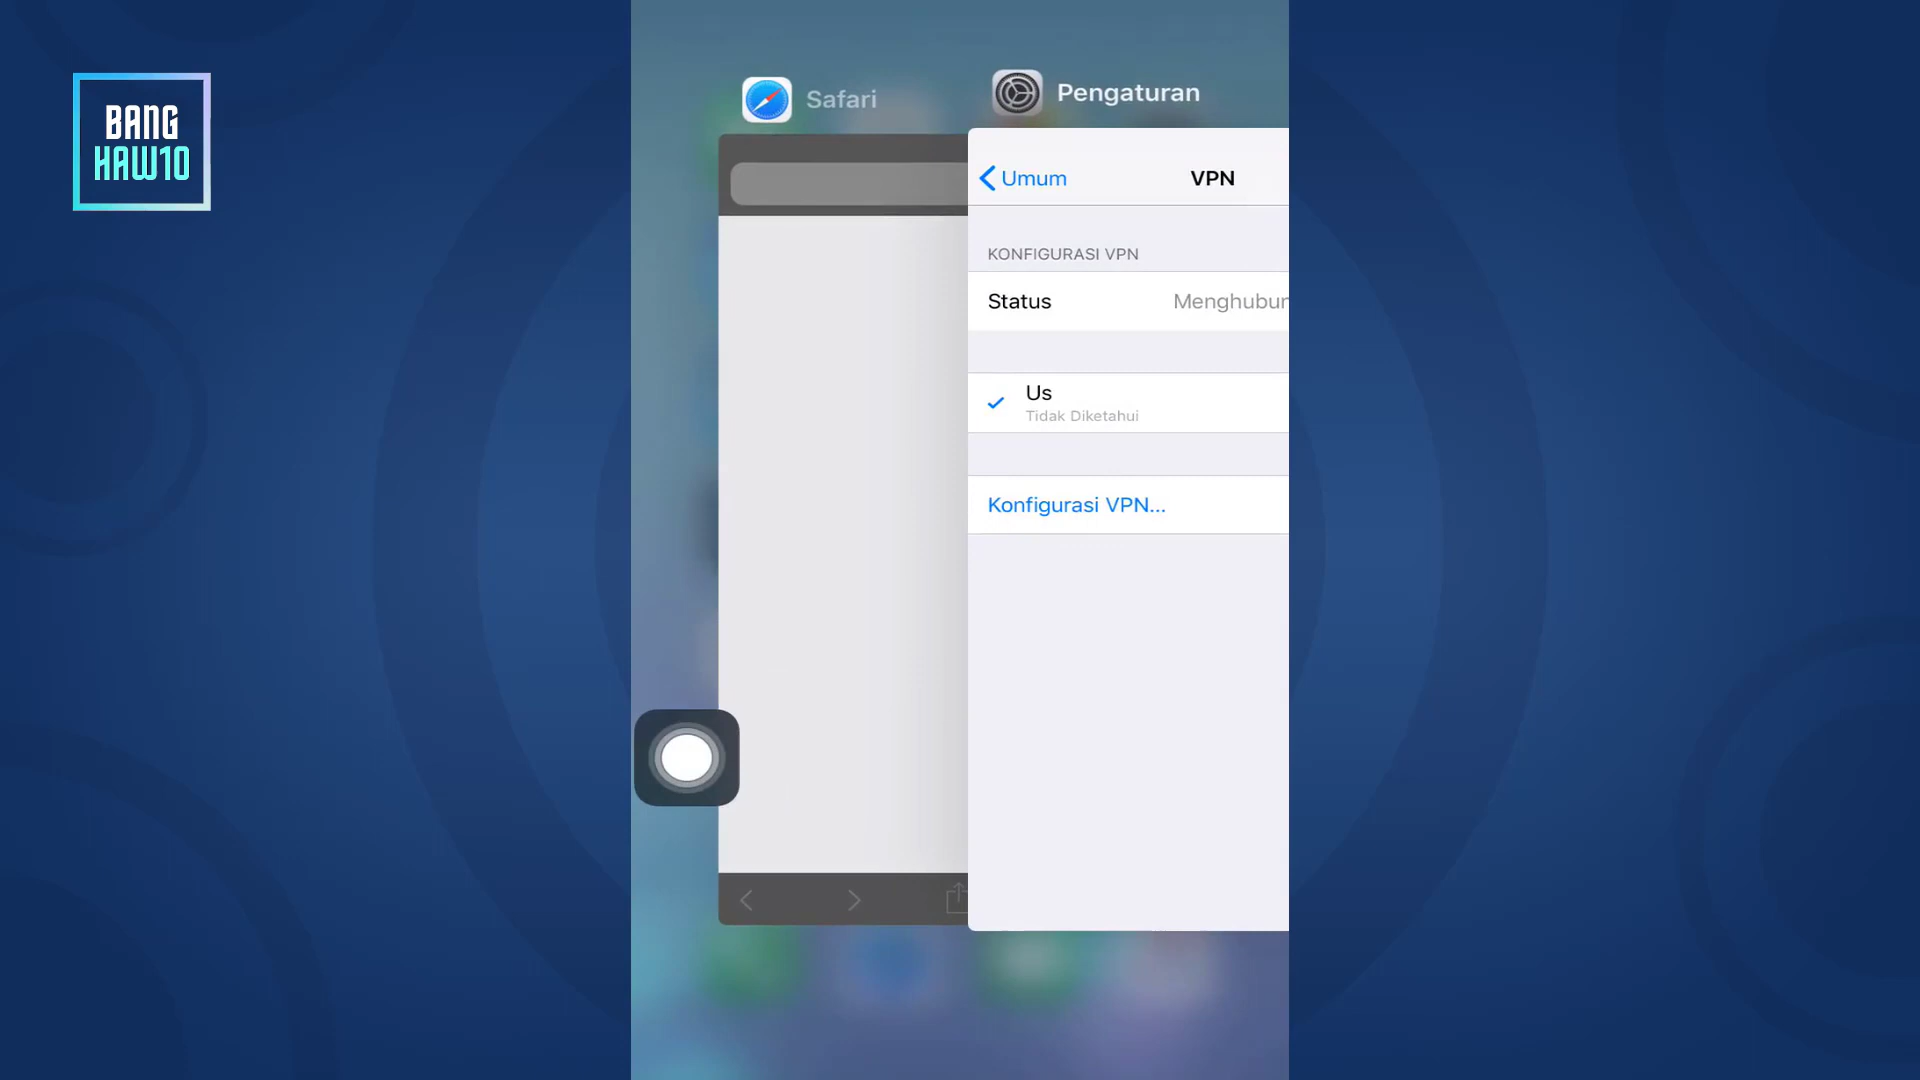 BANG
HAW10
Safari
Pengaturan
Umum
VPN
KONFIGURASI VPN
Status
Menghubun
Us
Tidak Diketahui
Konfigurasi VPN...